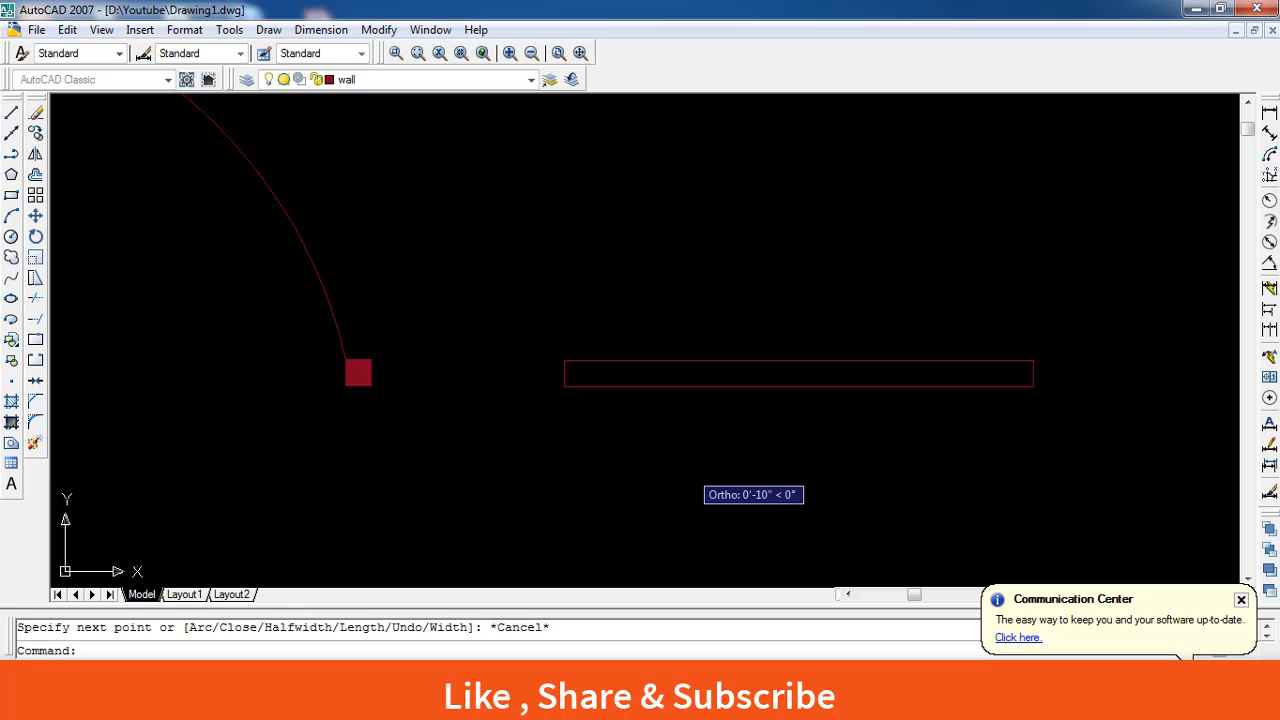 AutoCAD 2007 - [D:\Youtube\Drawing1.dwg]
File Edit View Insert Format Tools Draw Dimension Modify Window Help
Standard Standard Standard
AutoCAD Classic wall
Ortho: 0'-10" < 0°
Y
X
A
Model Layout1 Layout2
Communication Center
The easy way to keep you and your software up-to-date.
Click here.
Specify next point or [Arc/Close/Halfwidth/Length/Undo/Width]: *Cancel*
Command:
Like , Share & Subscribe